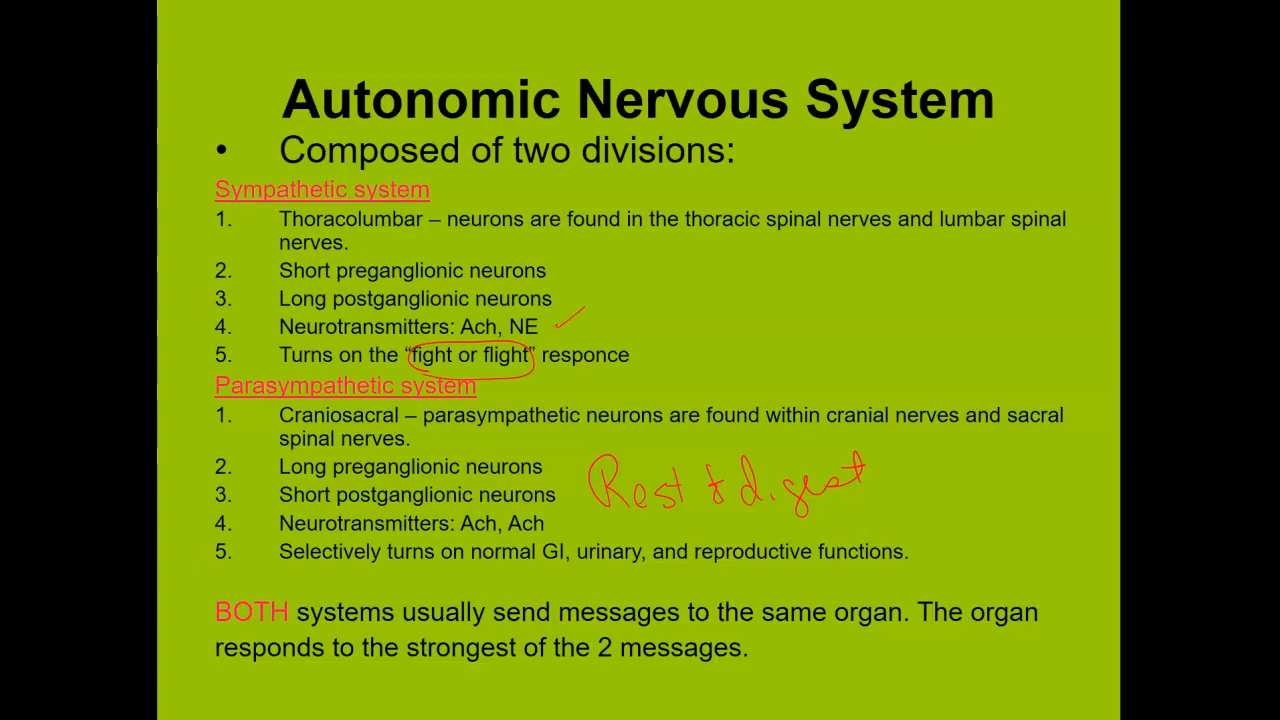 Autonomic Nervous System
• Composed of two divisions:
Sympathetic system
1. Thoracolumbar – neurons are found in the thoracic spinal nerves and lumbar spinal
nerves.
2. Short preganglionic neurons
3. Long postganglionic neurons
4. Neurotransmitters: Ach, NE
5. Turns on the “fight or flight” responce
Parasympathetic system
1. Craniosacral – parasympathetic neurons are found within cranial nerves and sacral
spinal nerves.
2. Long preganglionic neurons
3. Short postganglionic neurons
Rest & digest
4. Neurotransmitters: Ach, Ach
5. Selectively turns on normal GI, urinary, and reproductive functions.
BOTH systems usually send messages to the same organ. The organ
responds to the strongest of the 2 messages.